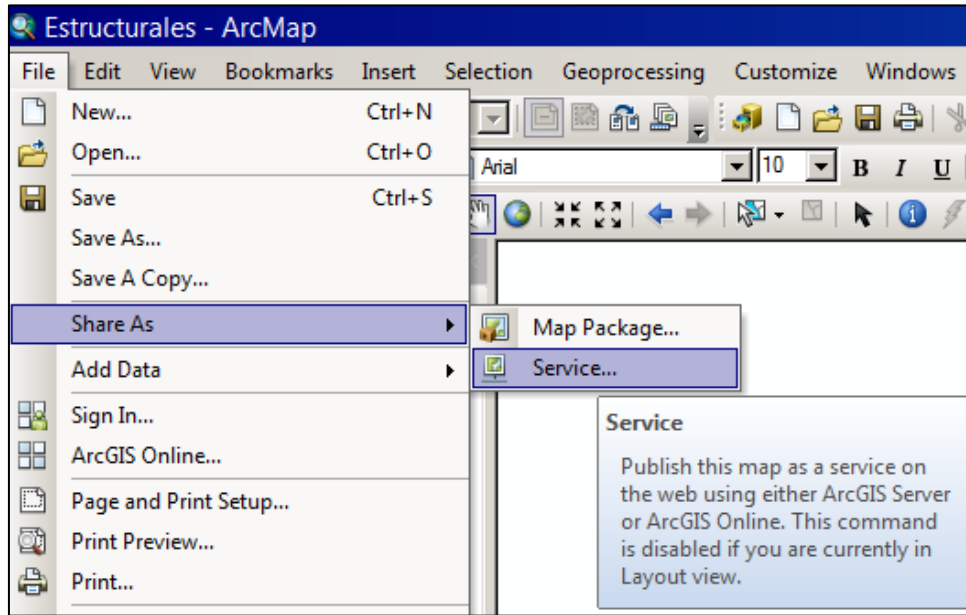 Estructurales - ArcMap
File Edit View Bookmarks Insert Selection Geoprocessing Customize Windows
New... Ctrl+N
Open... Ctrl+O
Arial 10 B I U
Save Ctrl+S
Save As...
Save A Copy...
Share As
Map Package...
Add Data
Service...
Sign In...
ArcGIS Online...
Page and Print Setup...
Print Preview...
Print...
Service
Publish this map as a service on
the web using either ArcGIS Server
or ArcGIS Online. This command
is disabled if you are currently in
Layout view.